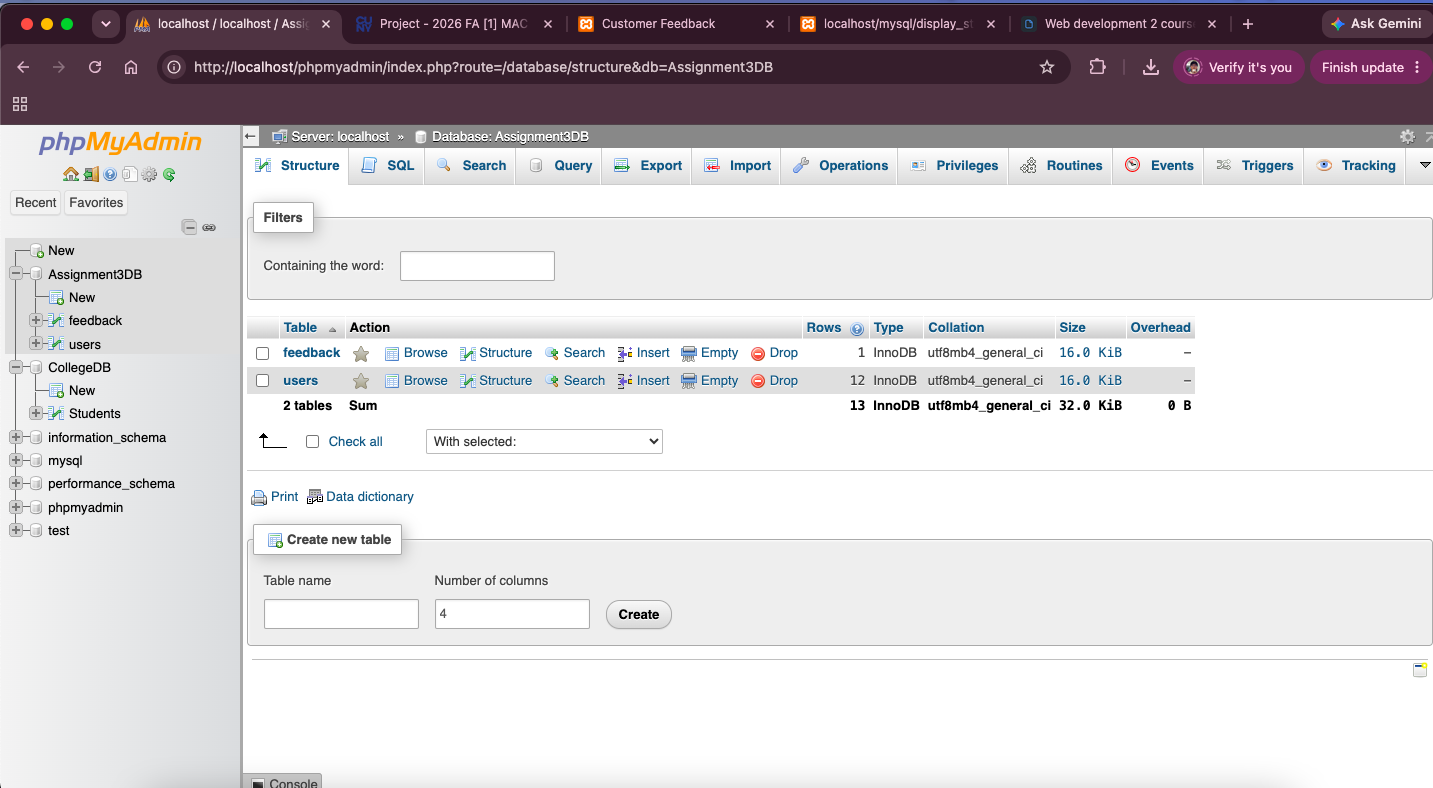 localhost / localhost / Assi
Project - 2026 FA [1] MAC
Customer Feedback
localhost/mysql/display_st
Web development 2 cours
Ask Gemini
http://localhost/phpmyadmin/index.php?route=/database/structure&db=Assignment3DB
Verify it's you
Finish update
phpMyAdmin
Recent
Favorites
New
Assignment3DB
New
feedback
users
CollegeDB
New
Students
information_schema
mysql
performance_schema
phpmyadmin
test
Server: localhost » Database: Assignment3DB
Structure SQL Search Query Export Import Operations Privileges Routines Events Triggers Tracking
Filters
Containing the word:
Table Action Rows Type Collation Size Overhead
feedback Browse Structure Search Insert Empty Drop 1 InnoDB utf8mb4_general_ci 16.0 KiB –
users Browse Structure Search Insert Empty Drop 12 InnoDB utf8mb4_general_ci 16.0 KiB –
2 tables Sum 13 InnoDB utf8mb4_general_ci 32.0 KiB 0 B
Check all With selected:
Print Data dictionary
Create new table
Table name Number of columns
4 Create
Console